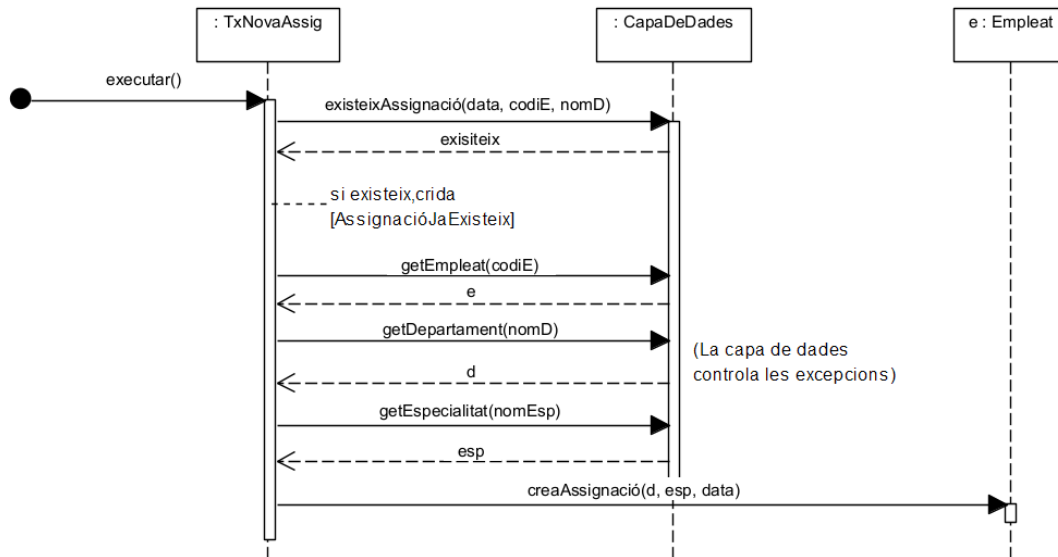 : TxNovaAssig
: CapaDeDades
e : Empleat
executar()
existeixAssignació(data, codiE, nomD)
exisiteix
si existeix,crida
[AssignacióJaExisteix]
getEmpleat(codiE)
e
getDepartament(nomD)
(La capa de dades
controla les excepcions)
d
getEspecialitat(nomEsp)
esp
creaAssignació(d, esp, data)